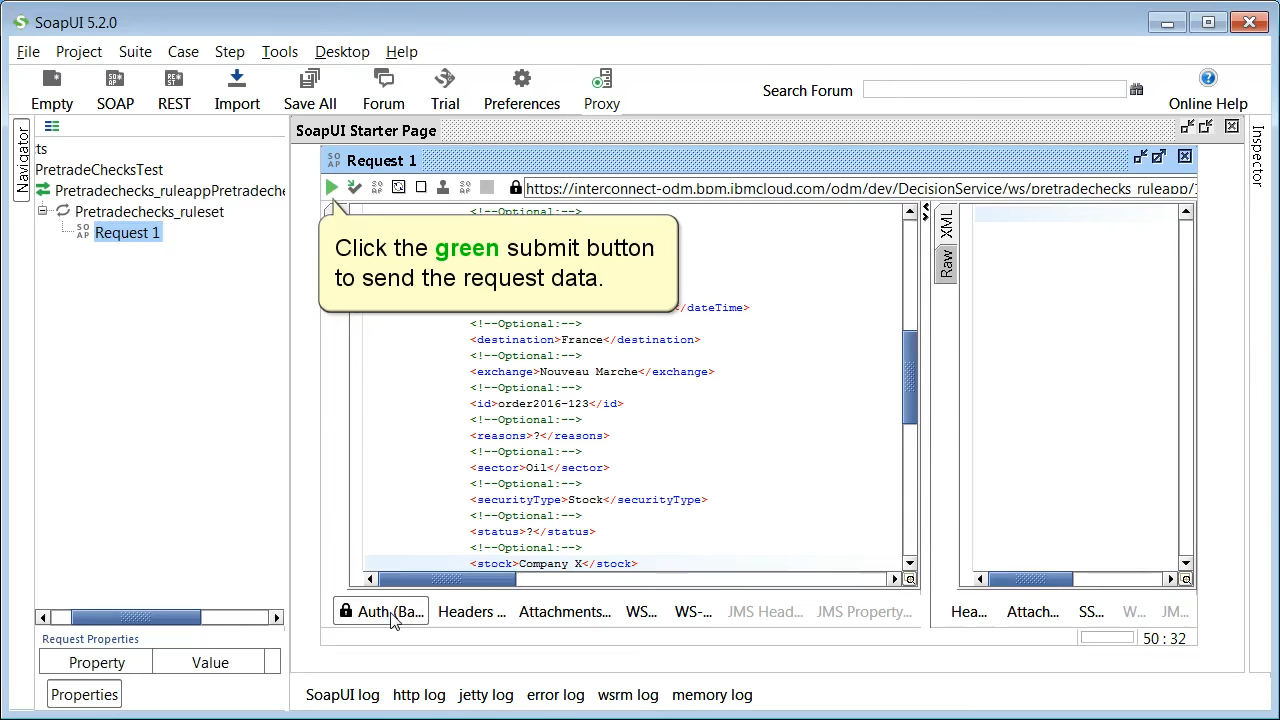 SoapUI 5.2.0
File Project Suite Case Step Tools Desktop Help
Empty SOAP REST Import Save All Forum Trial Preferences Proxy
Search Forum
Online Help
Navigator
ts
PretradeChecksTest
Pretradechecks_ruleappPretradeche
Pretradechecks_ruleset
SO AP Request 1
SoapUI Starter Page
Inspector
SO AP Request 1
https://interconnect-odm.bpm.ibmcloud.com/odm/dev/DecisionService/ws/pretradechecks_ruleapp/1
<!--Optional:-->
Click the green submit button
to send the request data.
</dateTime>
<!--Optional:-->
<destination>France</destination>
<!--Optional:-->
<exchange>Nouveau Marche</exchange>
<!--Optional:-->
<id>order2016-123</id>
<!--Optional:-->
<reasons>?</reasons>
<!--Optional:-->
<sector>Oil</sector>
<!--Optional:-->
<securityType>Stock</securityType>
<!--Optional:-->
<status>?</status>
<!--Optional:-->
<stock>Company X</stock>
XML
Raw
Auth (Ba... Headers ... Attachments... WS... WS-... JMS Head... JMS Property...
Hea... Attach... SS... W... JM...
50 : 32
Request Properties
Property Value
Properties
SoapUI log http log jetty log error log wsrm log memory log